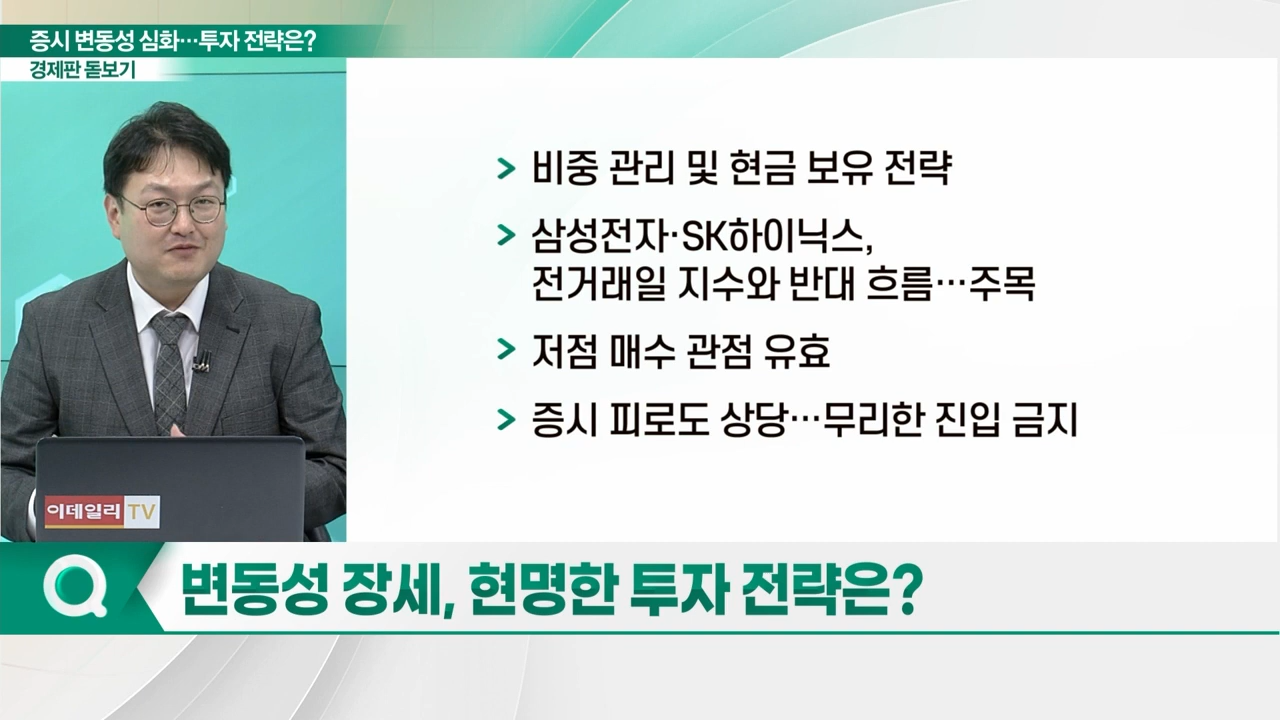 증시 변동성 심화…투자 전략은?
경제판 돋보기
> 비중 관리 및 현금 보유 전략
> 삼성전자·SK하이닉스,
전거래일 지수와 반대 흐름…주목
> 저점 매수 관점 유효
> 증시 피로도 상당…무리한 진입 금지
이데일리 TV
변동성 장세, 현명한 투자 전략은?